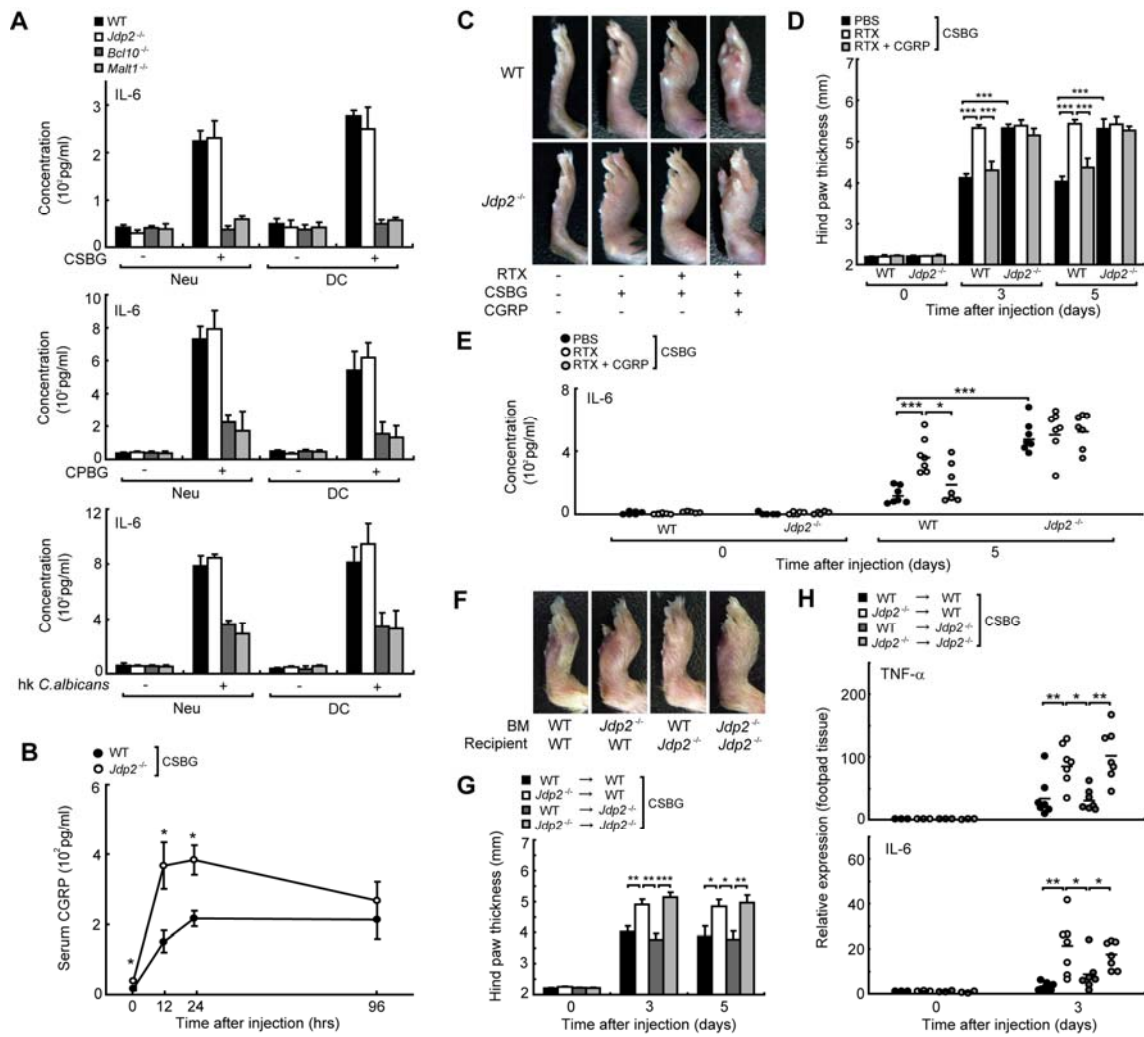 A
WT
Jdp2⁻/⁻
Bcl10⁻/⁻
Malt1⁻/⁻
IL-6
Concentration
(10²pg/ml)
3
2
1
0
CSBG - + - +
Neu DC
IL-6
Concentration
(10²pg/ml)
10
8
6
4
2
0
CPBG - + - +
Neu DC
IL-6
Concentration
(10²pg/ml)
12
8
4
0
hk C.albicans - + - +
Neu DC
B
WT
Jdp2⁻/⁻
CSBG
Serum CGRP (10²pg/ml)
6
4
2
0
* * *
0 12 24 96
Time after injection (hrs)
C
WT
Jdp2⁻/⁻
RTX - - + +
CSBG - + + +
CGRP - - - +
D
PBS
RTX
RTX + CGRP
CSBG
Hind paw thickness (mm)
7
6
5
4
3
2
*** ***
*** *** *** ***
WT Jdp2⁻/⁻ WT Jdp2⁻/⁻ WT Jdp2⁻/⁻
0 3 5
Time after injection (days)
E
PBS
RTX
RTX + CGRP
CSBG
IL-6
Concentration
(10²pg/ml)
8
4
0
***
*** *
WT Jdp2⁻/⁻ WT Jdp2⁻/⁻
0 5
Time after injection (days)
F
BM WT Jdp2⁻/⁻ WT Jdp2⁻/⁻
Recipient WT WT Jdp2⁻/⁻ Jdp2⁻/⁻
G
WT → WT
Jdp2⁻/⁻ → WT
WT → Jdp2⁻/⁻
Jdp2⁻/⁻ → Jdp2⁻/⁻
CSBG
Hind paw thickness (mm)
7
6
5
4
3
2
** ** *** * * **
0 3 5
Time after injection (days)
H
WT → WT
Jdp2⁻/⁻ → WT
WT → Jdp2⁻/⁻
Jdp2⁻/⁻ → Jdp2⁻/⁻
CSBG
TNF-α
Relative expression (footpad tissue)
200
100
0
** * **
IL-6
60
40
20
0
** * *
0 3
Time after injection (days)